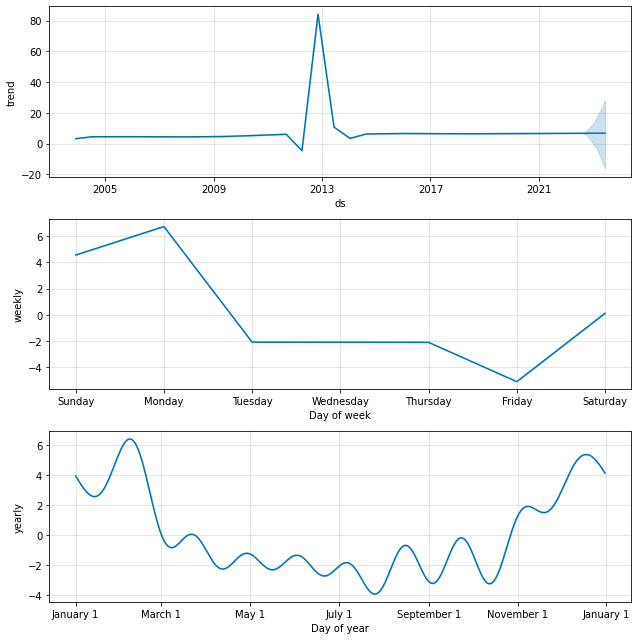 80
60
40
20
0
−20
trend
2005 2009 2013 2017 2021
ds
6
4
2
0
−2
−4
weekly
Sunday Monday Tuesday Wednesday Thursday Friday Saturday
Day of week
6
4
2
0
−2
−4
yearly
January 1 March 1 May 1 July 1 September 1 November 1 January 1
Day of year